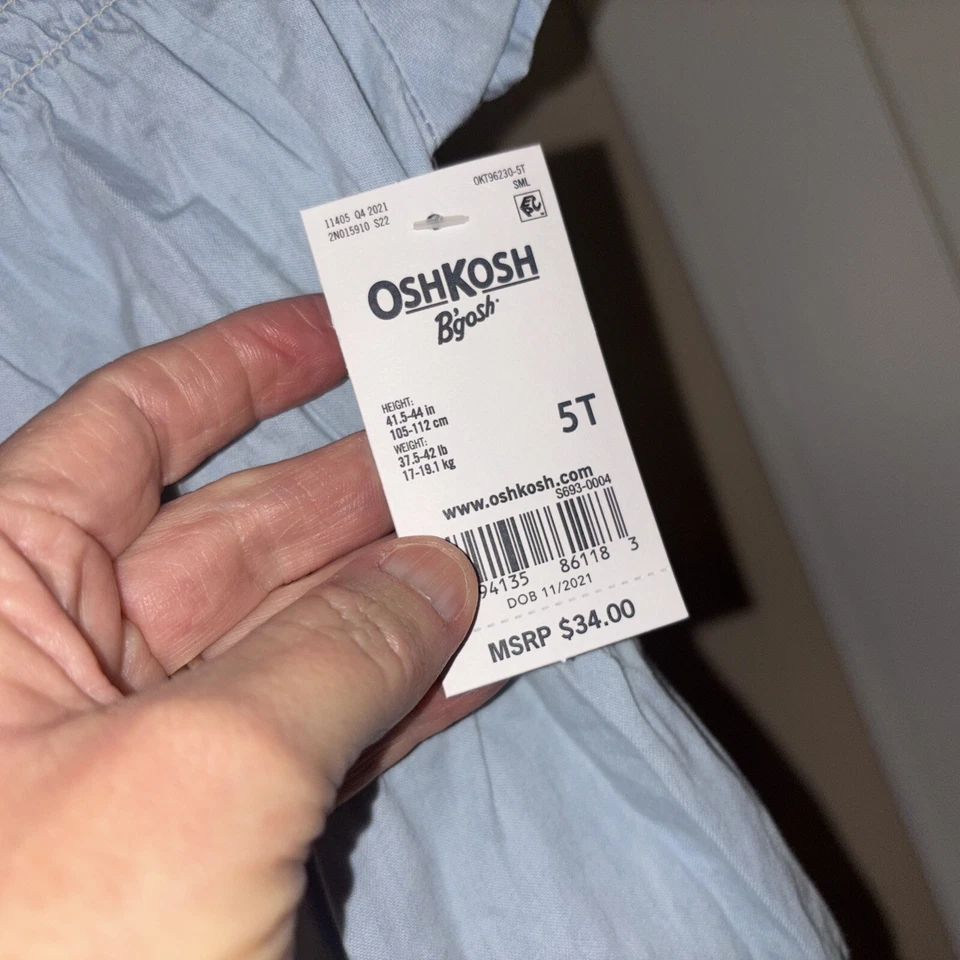 11405 Q4 2021
2N015910 S22
OKT96230-5T
SML
OSHKOSH
B'gosh
HEIGHT:
41.5-44 in
105-112 cm
WEIGHT:
37.5-42 lb
17-19.1 kg
5T
www.oshkosh.com
S693-0004
94135 86118 3
DOB 11/2021
MSRP $34.00